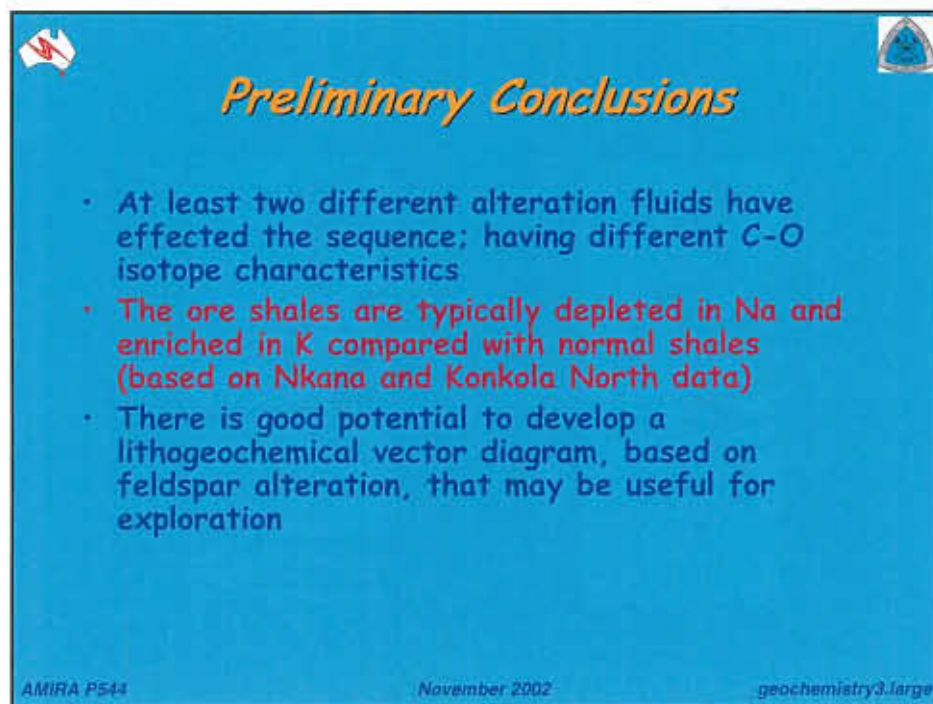 Preliminary Conclusions
· At least two different alteration fluids have
effected the sequence; having different C-O
isotope characteristics
· The ore shales are typically depleted in Na and
enriched in K compared with normal shales
(based on Nkana and Konkola North data)
· There is good potential to develop a
lithogeochemical vector diagram, based on
feldspar alteration, that may be useful for
exploration
AMIRA P544 November 2002 geochemistry3.large